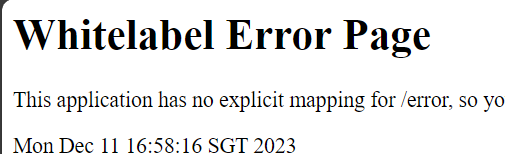 Whitelabel Error Page
This application has no explicit mapping for /error, so yo
Mon Dec 11 16:58:16 SGT 2023